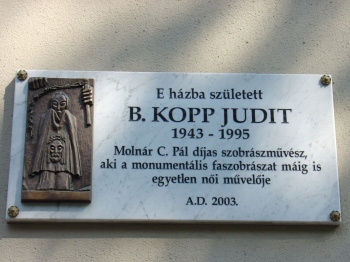 E házba született
B. KOPP JUDIT
1943 - 1995
Molnár C. Pál díjas szobrászművész,
aki a monumentális faszobrászat máig is
egyetlen női művelője
A.D. 2003.